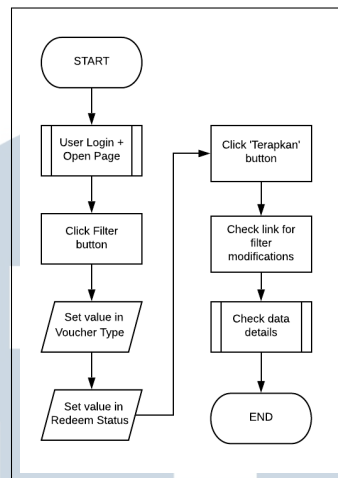 START
User Login +
Open Page
Click Filter
button
Set value in
Voucher Type
Set value in
Redeem Status
Click 'Terapkan'
button
Check link for
filter
modifications
Check data
details
END